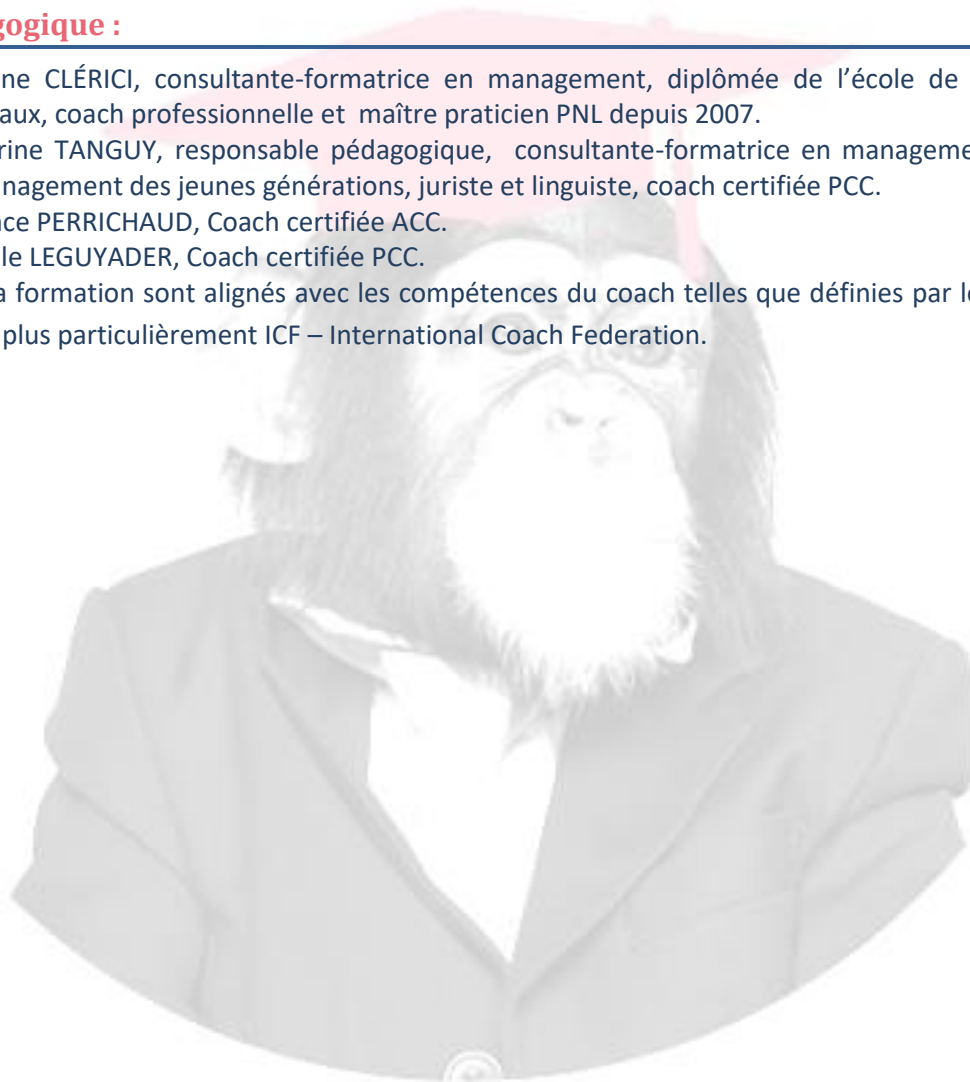 gogique :
ne CLÉRICI, consultante-formatrice en management, diplômée de l’école de
aux, coach professionnelle et maître praticien PNL depuis 2007.
rine TANGUY, responsable pédagogique, consultante-formatrice en manageme
nagement des jeunes générations, juriste et linguiste, coach certifiée PCC.
nce PERRICHAUD, Coach certifiée ACC.
le LEGUYADER, Coach certifiée PCC.
a formation sont alignés avec les compétences du coach telles que définies par le
plus particulièrement ICF – International Coach Federation.